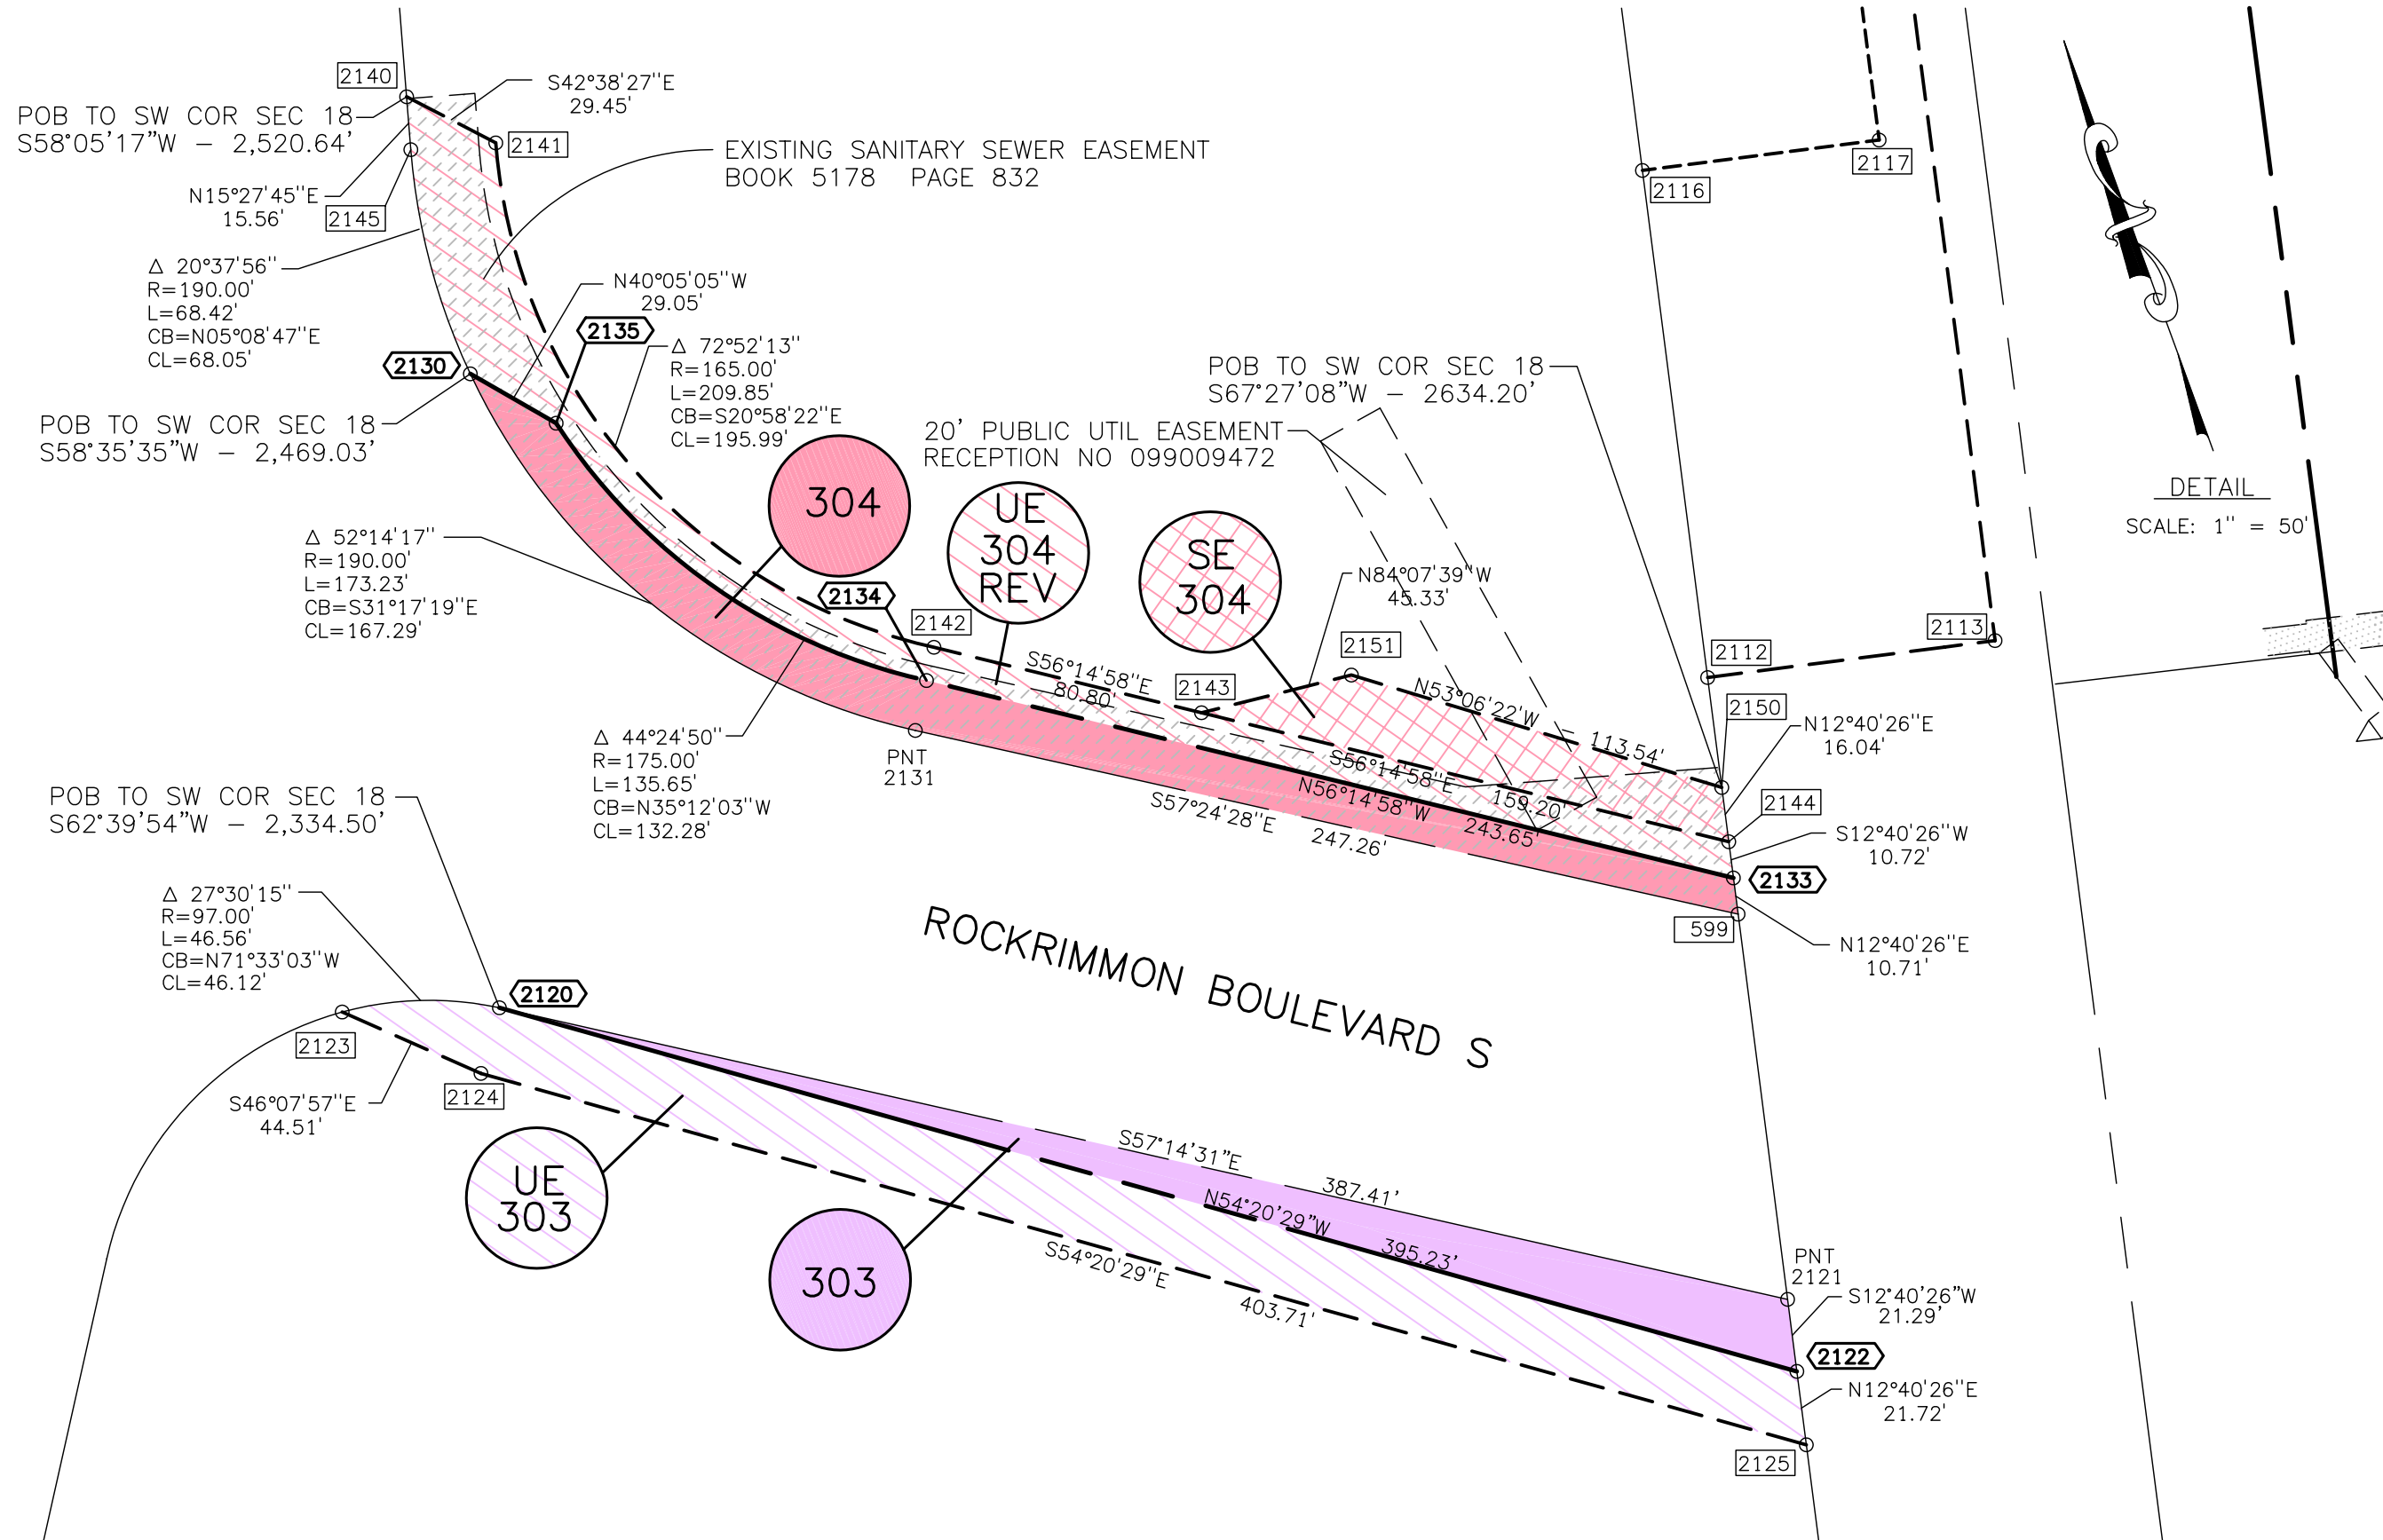 2140
S42°38'27''E
29.45'
POB TO SW COR SEC 18
S58°05'17"W – 2,520.64'
2141
EXISTING SANITARY SEWER EASEMENT
BOOK 5178 PAGE 832
N15°27'45''E
15.56'
2145
2116
2117
Δ 20°37'56''
R=190.00'
L=68.42'
CB=N05°08'47''E
CL=68.05'
N40°05'05''W
29.05'
2135
2130
Δ 72°52'13''
R=165.00'
L=209.85'
CB=S20°58'22''E
CL=195.99'
POB TO SW COR SEC 18
S67°27'08"W – 2634.20'
POB TO SW COR SEC 18
S58°35'35"W – 2,469.03'
20' PUBLIC UTIL EASEMENT
RECEPTION NO 099009472
DETAIL
SCALE: 1'' = 50'
304
UE
304
REV
SE
304
Δ 52°14'17''
R=190.00'
L=173.23'
CB=S31°17'19''E
CL=167.29'
N84°07'39''W
45.33'
2134
2142
2151
2112
2113
S56°14'58''E
80.80'
2143
N53°06'22'W – 113.54'
2150
N12°40'26''E
16.04'
Δ 44°24'50''
R=175.00'
L=135.65'
CB=N35°12'03''W
CL=132.28'
PNT
2131
S56°14'58''E 159.20'
N56°14'58''W 243.65'
S57°24'28''E 247.26'
2144
S12°40'26''W
10.72'
2133
POB TO SW COR SEC 18
S62°39'54"W – 2,334.50'
599
N12°40'26''E
10.71'
Δ 27°30'15''
R=97.00'
L=46.56'
CB=N71°33'03''W
CL=46.12'
ROCKRIMMON BOULEVARD S
2120
2123
2124
S46°07'57''E
44.51'
S57°14'31"E 387.41'
N54°20'29"W 395.23'
S54°20'29''E 403.71'
UE
303
303
PNT
2121
S12°40'26"W
21.29'
2122
N12°40'26''E
21.72'
2125